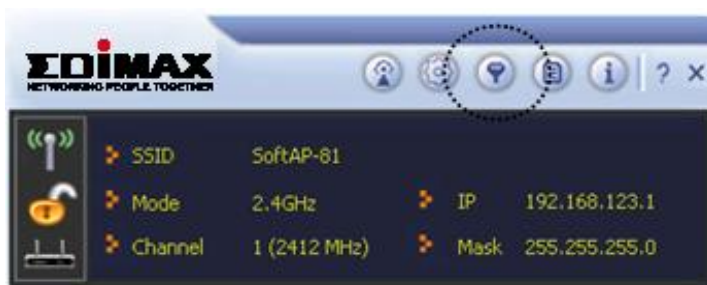 EDIMAX
NETWORKING PEOPLE TOGETHER
i ? ×
SSID SoftAP-81
Mode 2.4GHz IP 192.168.123.1
Channel 1 (2412 MHz) Mask 255.255.255.0